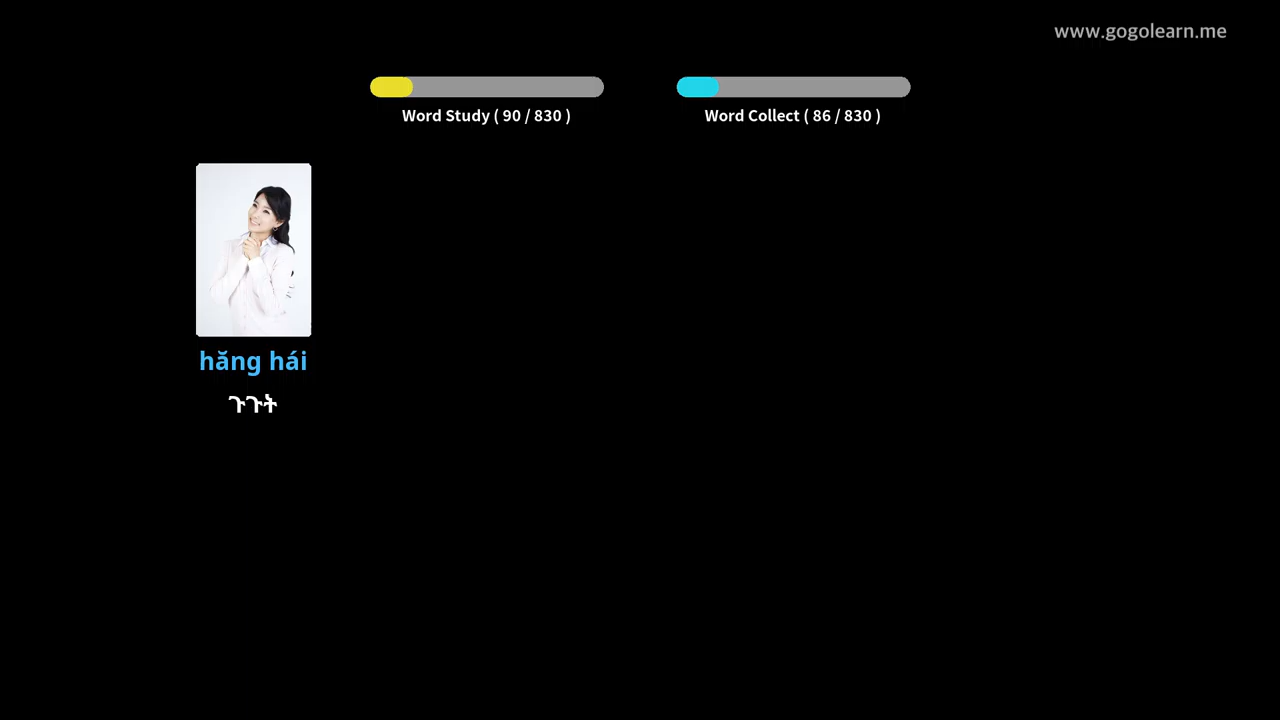 www.gogolearn.me
Word Study ( 90 / 830 )
Word Collect ( 86 / 830 )
hăng hái
ጉጉት